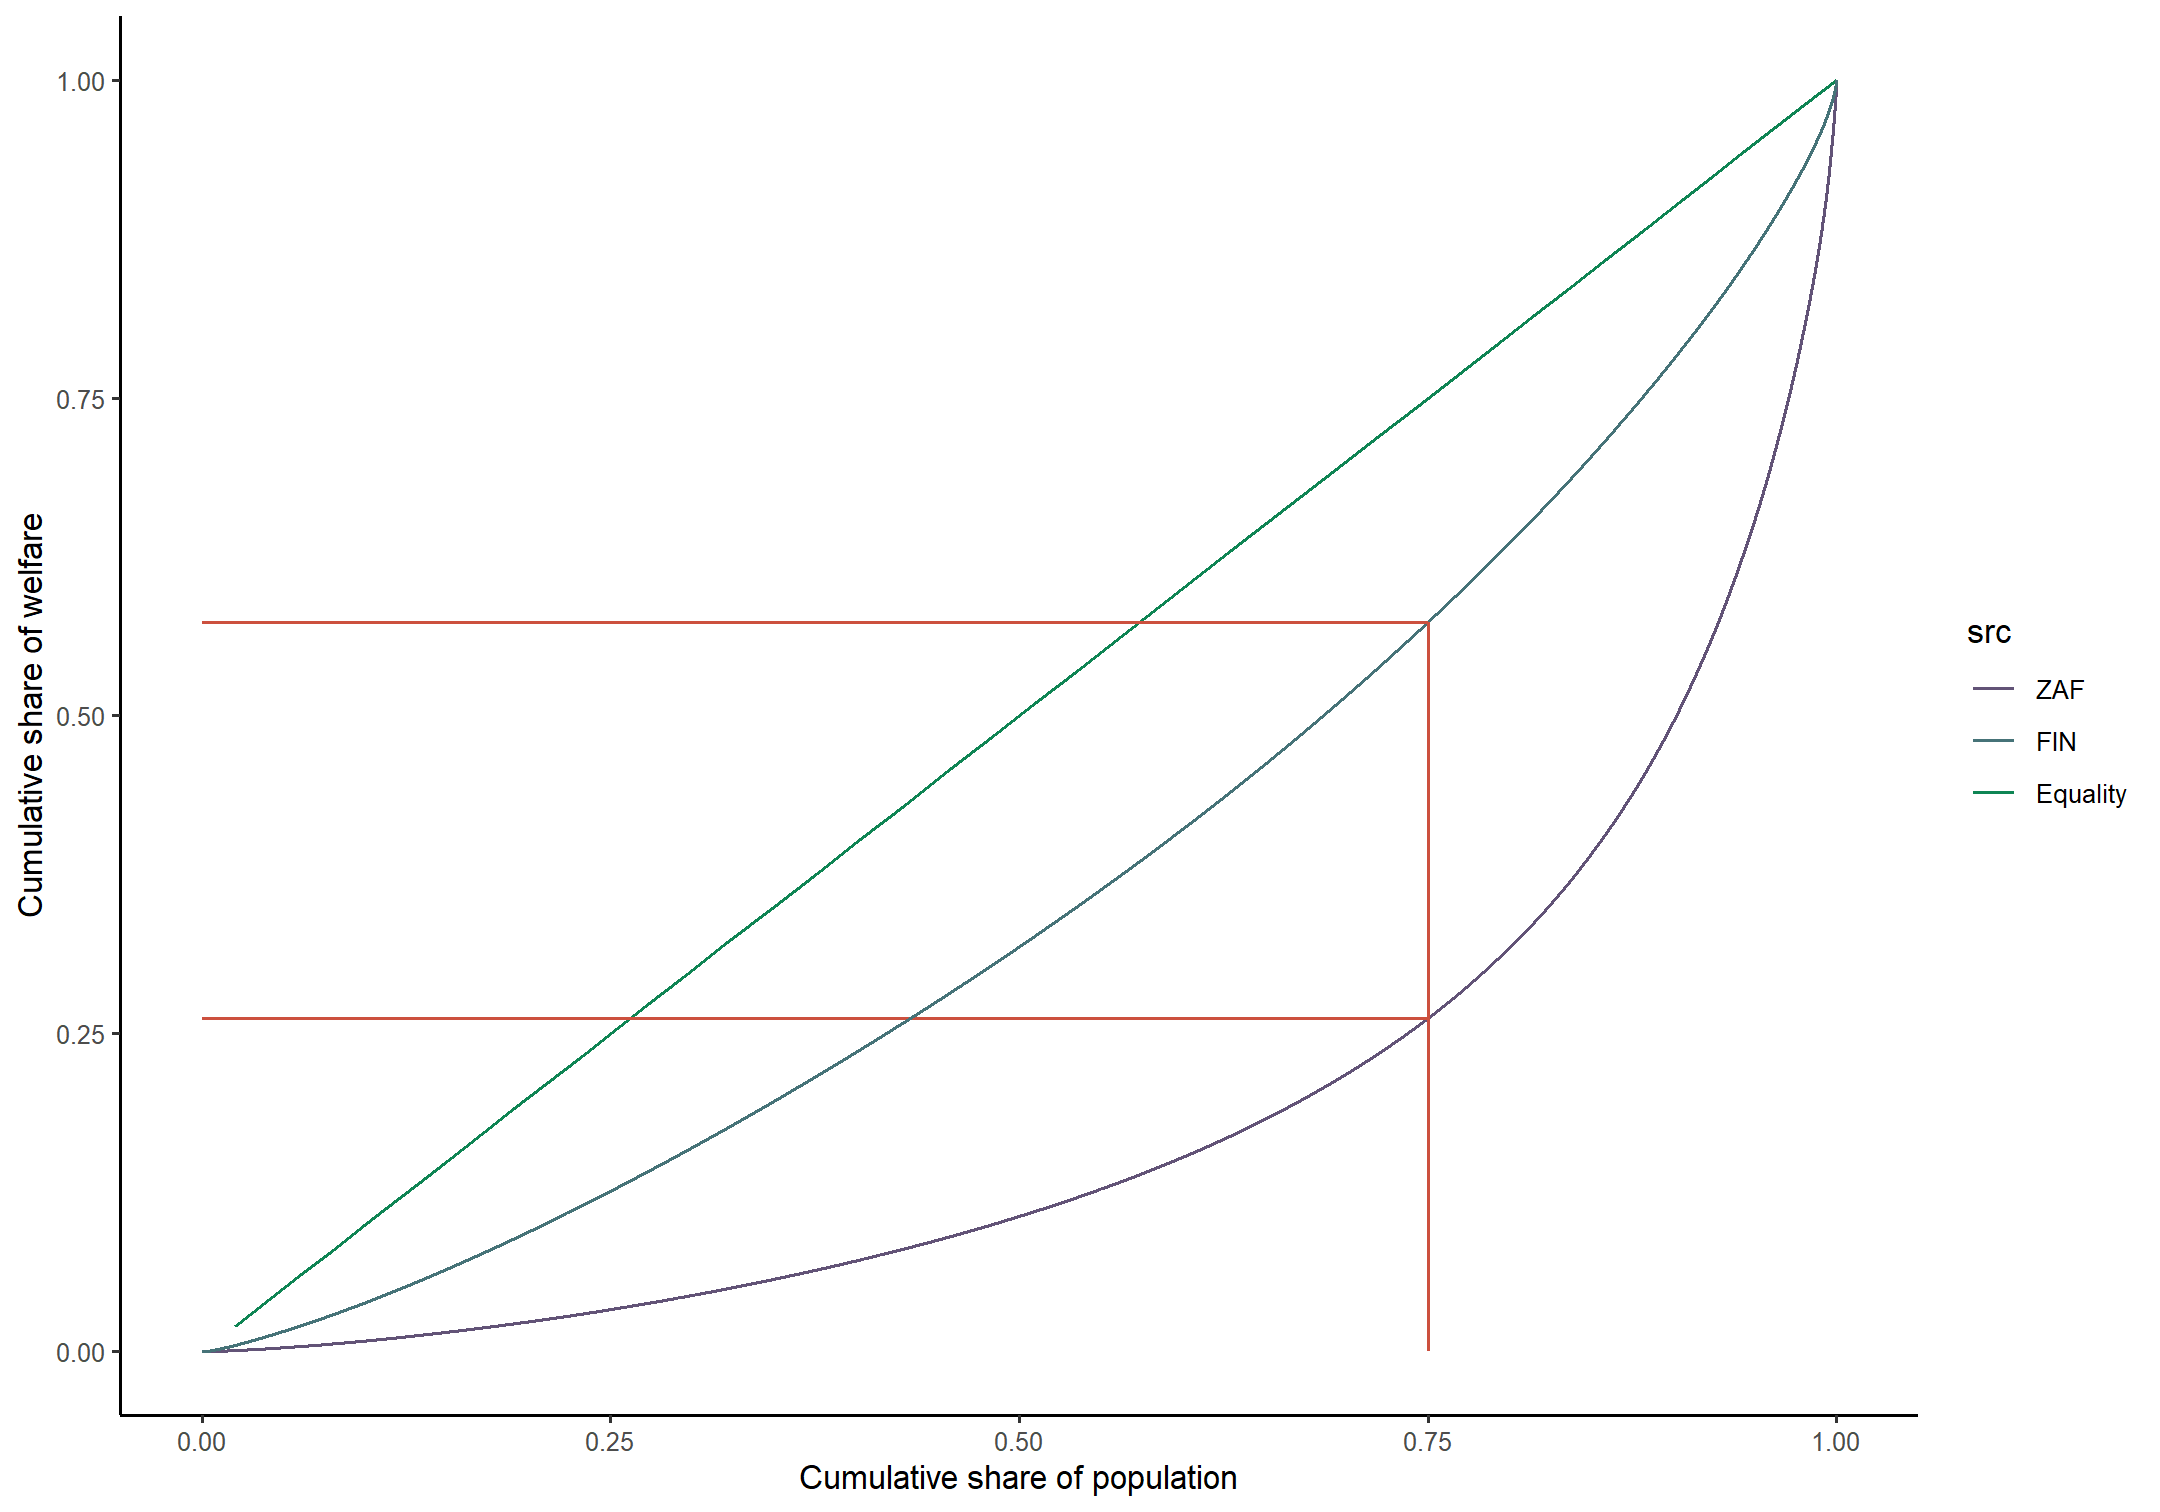 1.00
0.75
0.50
0.25
0.00
Cumulative share of welfare
0.00 0.25 0.50 0.75 1.00
Cumulative share of population
src
ZAF
FIN
Equality